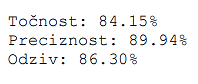 Točnost: 84.15%
Preciznost: 89.94%
Odziv: 86.30%